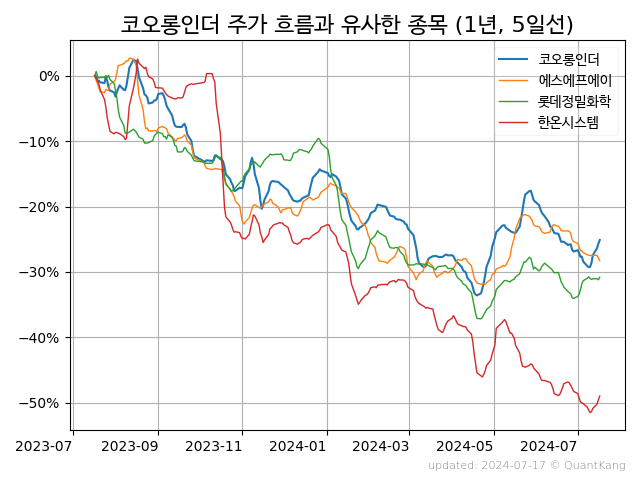 코오롱인더 주가 흐름과 유사한 종목 (1년, 5일선)
코오롱인더
에스에프에이
롯데정밀화학
한온시스템
0%
−10%
−20%
−30%
−40%
−50%
2023-07 2023-09 2023-11 2024-01 2024-03 2024-05 2024-07
updated: 2024-07-17 © QuantKang